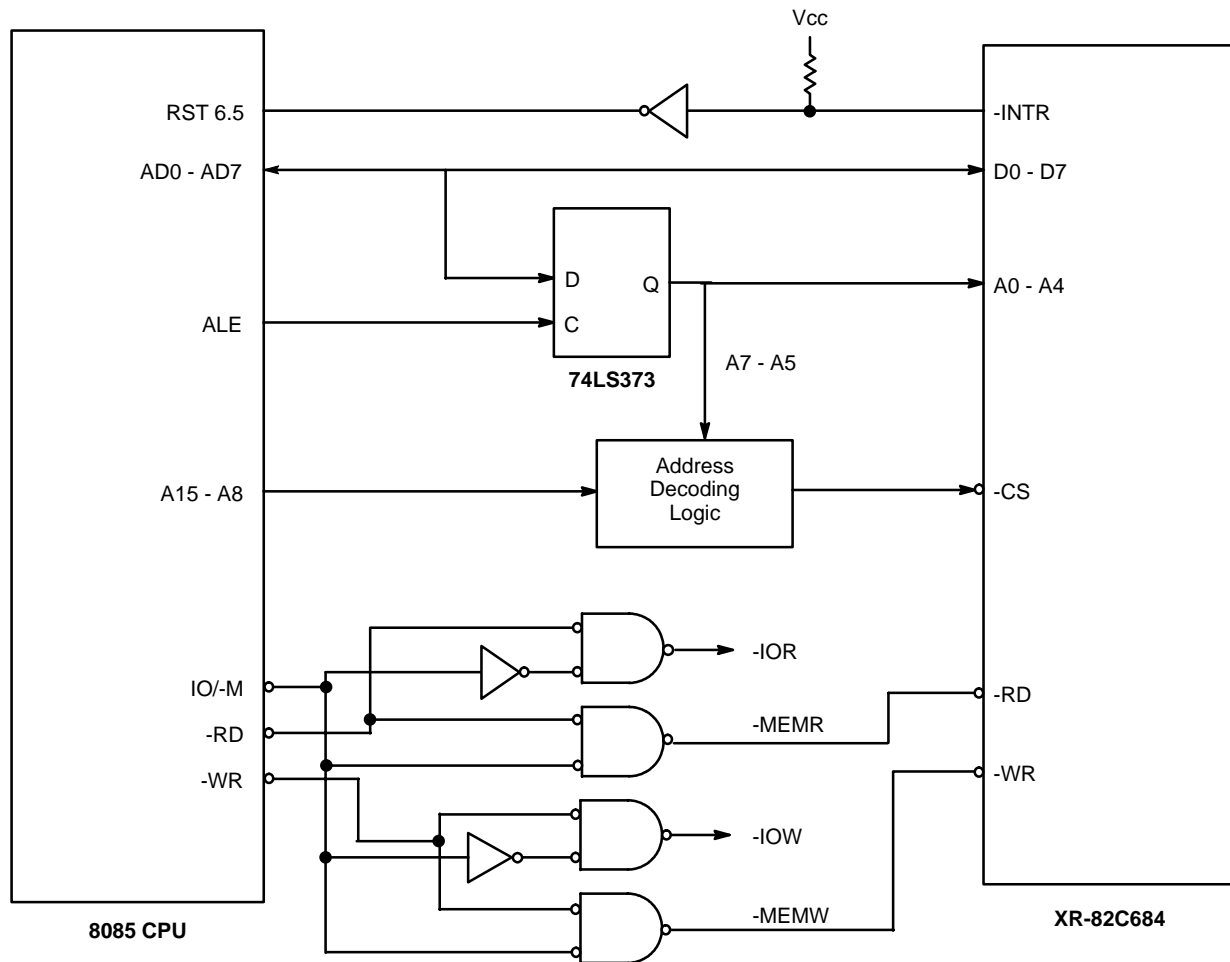 Vcc
RST 6.5
-INTR
AD0 - AD7
D0 - D7
D
Q
A0 - A4
ALE
C
A7 - A5
74LS373
Address
Decoding
Logic
A15 - A8
-CS
-IOR
IO/-M
-RD
-MEMR
-RD
-WR
-WR
-IOW
-MEMW
8085 CPU
XR-82C684